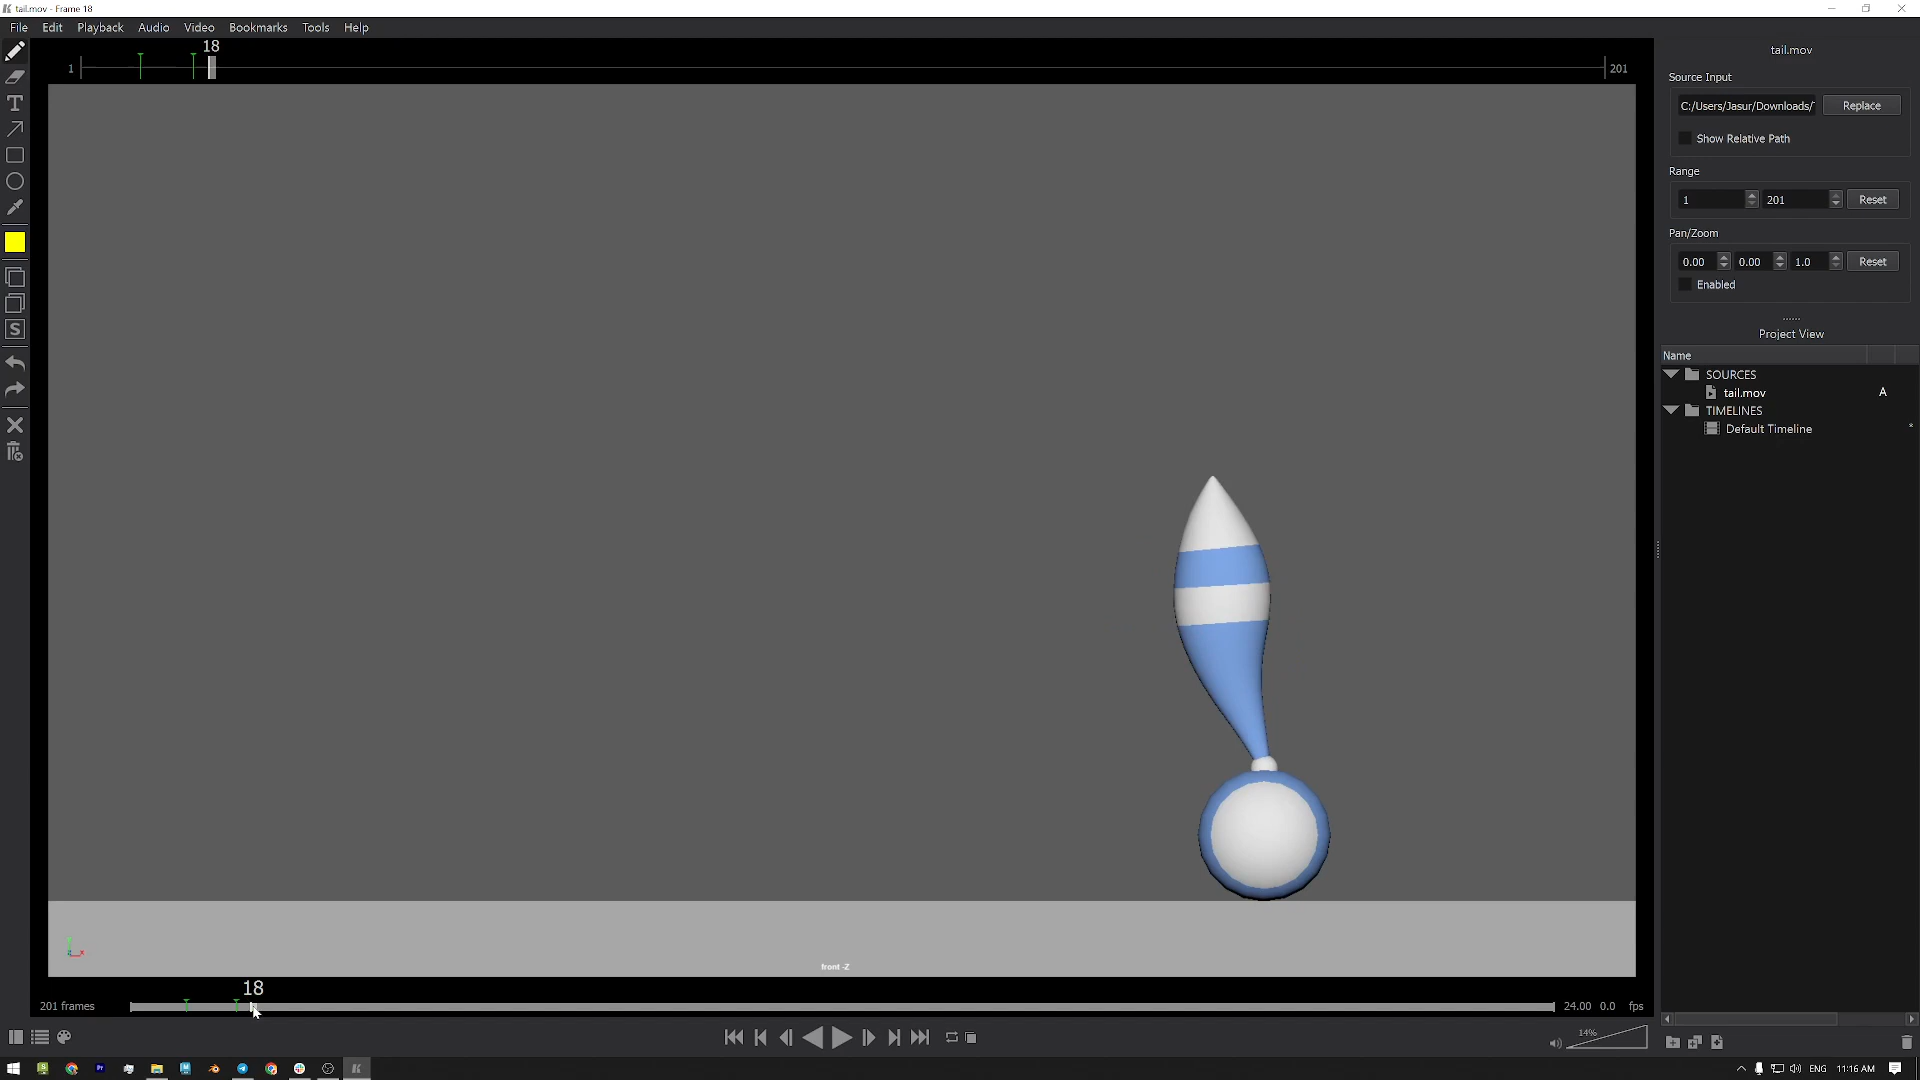 tail.mov - Frame 18
File Edit Playback Audio Video Bookmarks Tools Help
18
1
201
T
S
front -Z
18
201 frames
24.00 0.0 fps
14%
tail.mov
Source Input
C:/Users/Jasur/Downloads/ Replace
Show Relative Path
Range
1 201 Reset
Pan/Zoom
0.00 0.00 1.0 Reset
Enabled
Project View
Name
SOURCES
tail.mov A
TIMELINES
Default Timeline *
ENG 11:16 AM